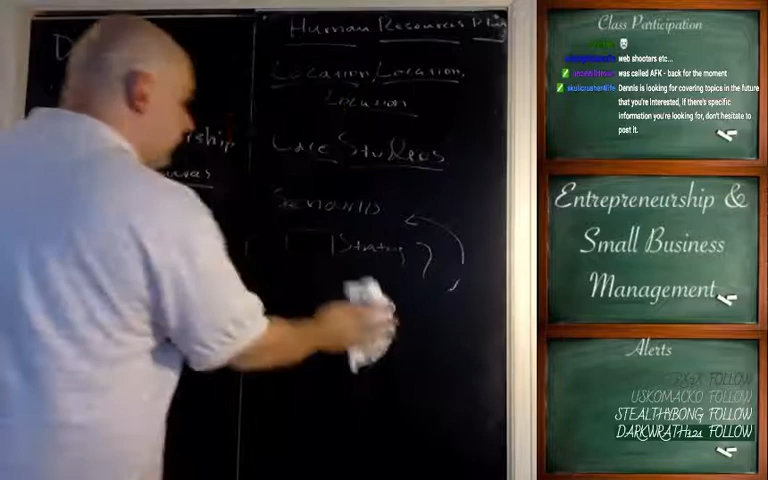 Human Resources Plan
Location, Location,
Location
Case Studies
Scenarios
Strategy
Class Participation
web shooters etc...
was called AFK - back for the moment
skullcrusher4life Dennis is looking for covering topics in the future
that you're interested, if there's specific
information you're looking for, don't hesitate to
post it.
Entrepreneurship &
Small Business
Management
Alerts
FOLLOW
USKOMACKO FOLLOW
STEALTHYBONG FOLLOW
DARKWRATH121 FOLLOW